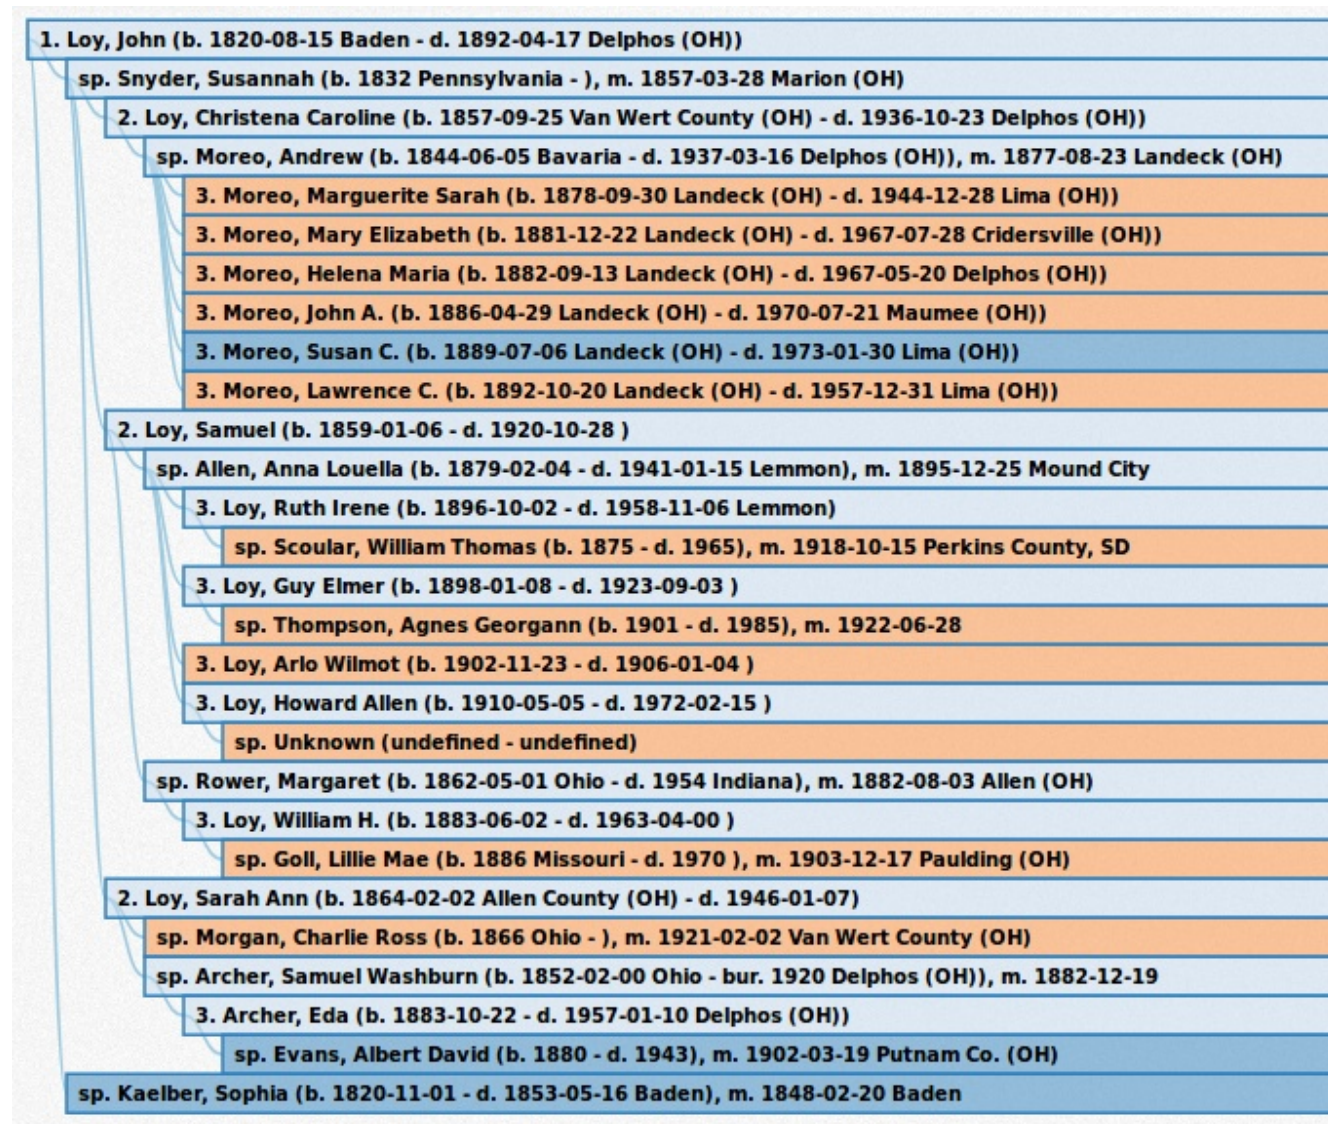 1. Loy, John (b. 1820-08-15 Baden - d. 1892-04-17 Delphos (OH))
sp. Snyder, Susannah (b. 1832 Pennsylvania - ), m. 1857-03-28 Marion (OH)
2. Loy, Christena Caroline (b. 1857-09-25 Van Wert County (OH) - d. 1936-10-23 Delphos (OH))
sp. Moreo, Andrew (b. 1844-06-05 Bavaria - d. 1937-03-16 Delphos (OH)), m. 1877-08-23 Landeck (OH)
3. Moreo, Marguerite Sarah (b. 1878-09-30 Landeck (OH) - d. 1944-12-28 Lima (OH))
3. Moreo, Mary Elizabeth (b. 1881-12-22 Landeck (OH) - d. 1967-07-28 Cridersville (OH))
3. Moreo, Helena Maria (b. 1882-09-13 Landeck (OH) - d. 1967-05-20 Delphos (OH))
3. Moreo, John A. (b. 1886-04-29 Landeck (OH) - d. 1970-07-21 Maumee (OH))
3. Moreo, Susan C. (b. 1889-07-06 Landeck (OH) - d. 1973-01-30 Lima (OH))
3. Moreo, Lawrence C. (b. 1892-10-20 Landeck (OH) - d. 1957-12-31 Lima (OH))
2. Loy, Samuel (b. 1859-01-06 - d. 1920-10-28 )
sp. Allen, Anna Louella (b. 1879-02-04 - d. 1941-01-15 Lemmon), m. 1895-12-25 Mound City
3. Loy, Ruth Irene (b. 1896-10-02 - d. 1958-11-06 Lemmon)
sp. Scoular, William Thomas (b. 1875 - d. 1965), m. 1918-10-15 Perkins County, SD
3. Loy, Guy Elmer (b. 1898-01-08 - d. 1923-09-03 )
sp. Thompson, Agnes Georgann (b. 1901 - d. 1985), m. 1922-06-28
3. Loy, Arlo Wilmot (b. 1902-11-23 - d. 1906-01-04 )
3. Loy, Howard Allen (b. 1910-05-05 - d. 1972-02-15 )
sp. Unknown (undefined - undefined)
sp. Rower, Margaret (b. 1862-05-01 Ohio - d. 1954 Indiana), m. 1882-08-03 Allen (OH)
3. Loy, William H. (b. 1883-06-02 - d. 1963-04-00 )
sp. Goll, Lillie Mae (b. 1886 Missouri - d. 1970 ), m. 1903-12-17 Paulding (OH)
2. Loy, Sarah Ann (b. 1864-02-02 Allen County (OH) - d. 1946-01-07)
sp. Morgan, Charlie Ross (b. 1866 Ohio - ), m. 1921-02-02 Van Wert County (OH)
sp. Archer, Samuel Washburn (b. 1852-02-00 Ohio - bur. 1920 Delphos (OH)), m. 1882-12-19
3. Archer, Eda (b. 1883-10-22 - d. 1957-01-10 Delphos (OH))
sp. Evans, Albert David (b. 1880 - d. 1943), m. 1902-03-19 Putnam Co. (OH)
sp. Kaelber, Sophia (b. 1820-11-01 - d. 1853-05-16 Baden), m. 1848-02-20 Baden